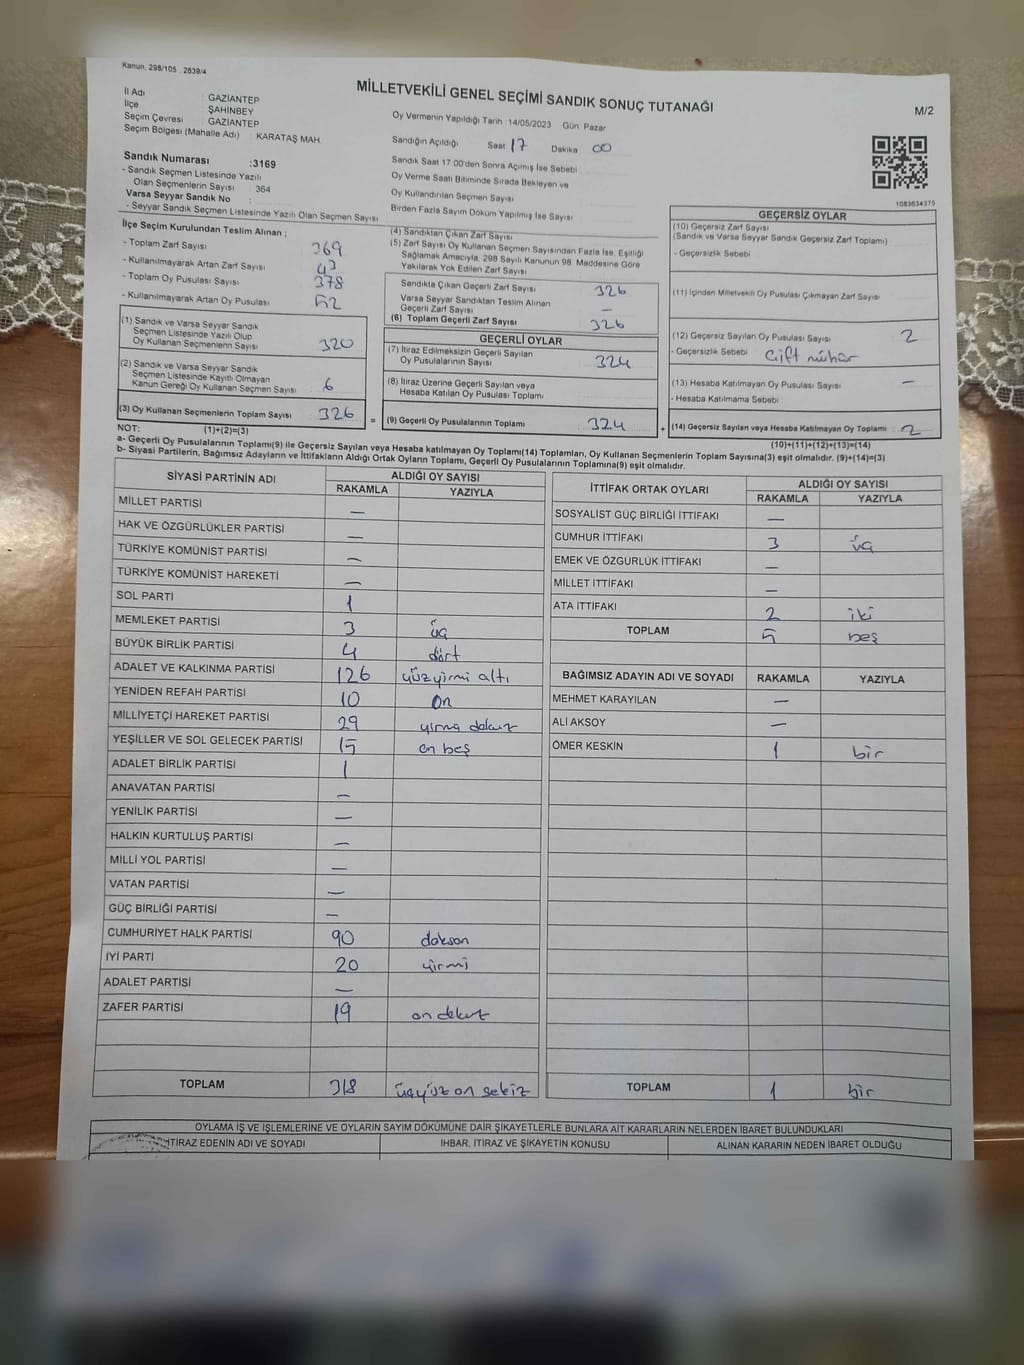 Kanun: 298/105 : 2839/4
MİLLETVEKİLİ GENEL SEÇİMİ SANDIK SONUÇ TUTANAĞI
M/2
İl Adı : GAZİANTEP
İlçe : ŞAHİNBEY
Seçim Çevresi : GAZİANTEP
Seçim Bölgesi (Mahalle Adı) : KARATAŞ MAH
Oy Vermenin Yapıldığı Tarih : 14/05/2023 Gün: Pazar
Sandığın Açıldığı Saat 17 Dakika 00
Sandık Saat 17:00'den Sonra Açımış İse Sebebi
Oy Verme Saati Bitiminde Sırada Bekleyen ve
Oy Kullandırılan Seçmen Sayısı
Birden Fazla Sayım Döküm Yapılmış İse Sayısı
1083634375
Sandık Numarası :3169
- Sandık Seçmen Listesinde Yazılı
Olan Seçmenlerin Sayısı 364
Varsa Seyyar Sandık No :
- Seyyar Sandık Seçmen Listesinde Yazılı Olan Seçmen Sayısı
İlçe Seçim Kurulundan Teslim Alınan ;
- Toplam Zarf Sayısı 369
- Kullanılmayarak Artan Zarf Sayısı 43
- Toplam Oy Pusulası Sayısı 378
- Kullanılmayarak Artan Oy Pusulası 52
(1) Sandık ve Varsa Seyyar Sandık
Seçmen Listesinde Yazılı Olup
Oy Kullanan Seçmenlerin Sayısı 320
(2) Sandık ve Varsa Seyyar Sandık
Seçmen Listesinde Kayıtlı Olmayan
Kanun Gereği Oy Kullanan Seçmen Sayısı 6
(3) Oy Kullanan Seçmenlerin Toplam Sayısı 326
(4) Sandıktan Çıkan Zarf Sayısı
(5) Zarf Sayısı Oy Kullanan Seçmen Sayısından Fazla İse, Eşitliği
Sağlamak Amacıyla, 298 Sayılı Kanunun 98. Maddesine Göre
Yakılarak Yok Edilen Zarf Sayısı
Sandıkta Çıkan Geçerli Zarf Sayısı 326
Varsa Seyyar Sandıktan Teslim Alınan
Geçerli Zarf Sayısı —
(6) Toplam Geçerli Zarf Sayısı 326
GEÇERLİ OYLAR
(7) İtiraz Edilmeksizin Geçerli Sayılan
Oy Pusulalarının Sayısı 324
(8) İtiraz Üzerine Geçerli Sayılan veya
Hesaba Katılan Oy Pusulaları Toplamı
= (9) Geçerli Oy Pusulalarının Toplamı 324
GEÇERSİZ OYLAR
(10) Geçersiz Zarf Sayısı
(Sandık ve Varsa Seyyar Sandık Geçersiz Zarf Toplamı)
- Geçersizlik Sebebi
(11) İçinden Milletvekili Oy Pusulası Çıkmayan Zarf Sayısı
(12) Geçersiz Sayılan Oy Pusulası Sayısı 2
- Geçersizlik Sebebi Çift mühür
(13) Hesaba Katılmayan Oy Pusulası Sayısı —
- Hesaba Katılmama Sebebi
+ (14) Geçersiz Sayılan veya Hesaba Katılmayan Oy Toplamı 2
NOT: (1)+(2)=(3)
(10)+(11)+(12)+(13)=(14)
a- Geçerli Oy Pusulalarının Toplamı(9) ile Geçersiz Sayılan veya Hesaba katılmayan Oy Toplamı(14) Toplamları, Oy Kullanan Seçmenlerin Toplam Sayısına(3) eşit olmalıdır. (9)+(14)=(3)
b- Siyasi Partilerin, Bağımsız Adayların ve İttifakların Aldığı Ortak Oyların Toplamı, Geçerli Oy Pusulalarının Toplamına(9) eşit olmalıdır.
SİYASİ PARTİNİN ADI ALDIĞI OY SAYISI
RAKAMLA YAZIYLA
MİLLET PARTİSİ —
HAK VE ÖZGÜRLÜKLER PARTİSİ —
TÜRKİYE KOMÜNİST PARTİSİ —
TÜRKİYE KOMÜNİST HAREKETİ —
SOL PARTİ 1
MEMLEKET PARTİSİ 3 üç
BÜYÜK BİRLİK PARTİSİ 4 dört
ADALET VE KALKINMA PARTİSİ 126 yüzyirmi altı
YENİDEN REFAH PARTİSİ 10 on
MİLLİYETÇİ HAREKET PARTİSİ 29 yirmi dokuz
YEŞİLLER VE SOL GELECEK PARTİSİ 15 on beş
ADALET BİRLİK PARTİSİ 1
ANAVATAN PARTİSİ —
YENİLİK PARTİSİ —
HALKIN KURTULUŞ PARTİSİ —
MİLLİ YOL PARTİSİ —
VATAN PARTİSİ —
GÜÇ BİRLİĞİ PARTİSİ —
CUMHURİYET HALK PARTİSİ 90 doksan
İYİ PARTİ 20 yirmi
ADALET PARTİSİ —
ZAFER PARTİSİ 19 on dokuz
TOPLAM 318 üçyüz on sekiz
İTTİFAK ORTAK OYLARI ALDIĞI OY SAYISI
RAKAMLA YAZIYLA
SOSYALİST GÜÇ BİRLİĞİ İTTİFAKI —
CUMHUR İTTİFAKI 3 üç
EMEK VE ÖZGÜRLÜK İTTİFAKI —
MİLLET İTTİFAKI —
ATA İTTİFAKI 2 iki
TOPLAM 5 beş
BAĞIMSIZ ADAYIN ADI VE SOYADI RAKAMLA YAZIYLA
MEHMET KARAYILAN —
ALİ AKSOY —
ÖMER KESKİN 1 bir
TOPLAM 1 bir
OYLAMA İŞ VE İŞLEMLERİNE VE OYLARIN SAYIM DÖKÜMÜNE DAİR ŞİKAYETLERLE BUNLARA AİT KARARLARIN NELERDEN İBARET BULUNDUKLARI
İTİRAZ EDENİN ADI VE SOYADI İHBAR, İTİRAZ VE ŞİKAYETİN KONUSU ALINAN KARARIN NEDEN İBARET OLDUĞU